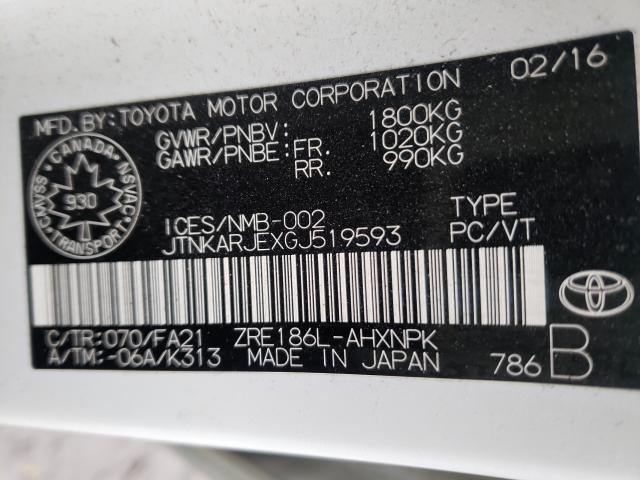 MFD. BY: TOYOTA MOTOR CORPORATION 02/16
GVWR/PNBV: 1800KG
GAWR/PNBE: FR. 1020KG
RR. 990KG
CANADA
CMVSS NSVAC
930
TRANSPORT
ICES/NMB-002 TYPE
JTNKARJEXGJ519593 PC/VT
C/TR: 070/FA21 ZRE186L-AHXNPK
A/TM: -06A/K313 MADE IN JAPAN 786 B